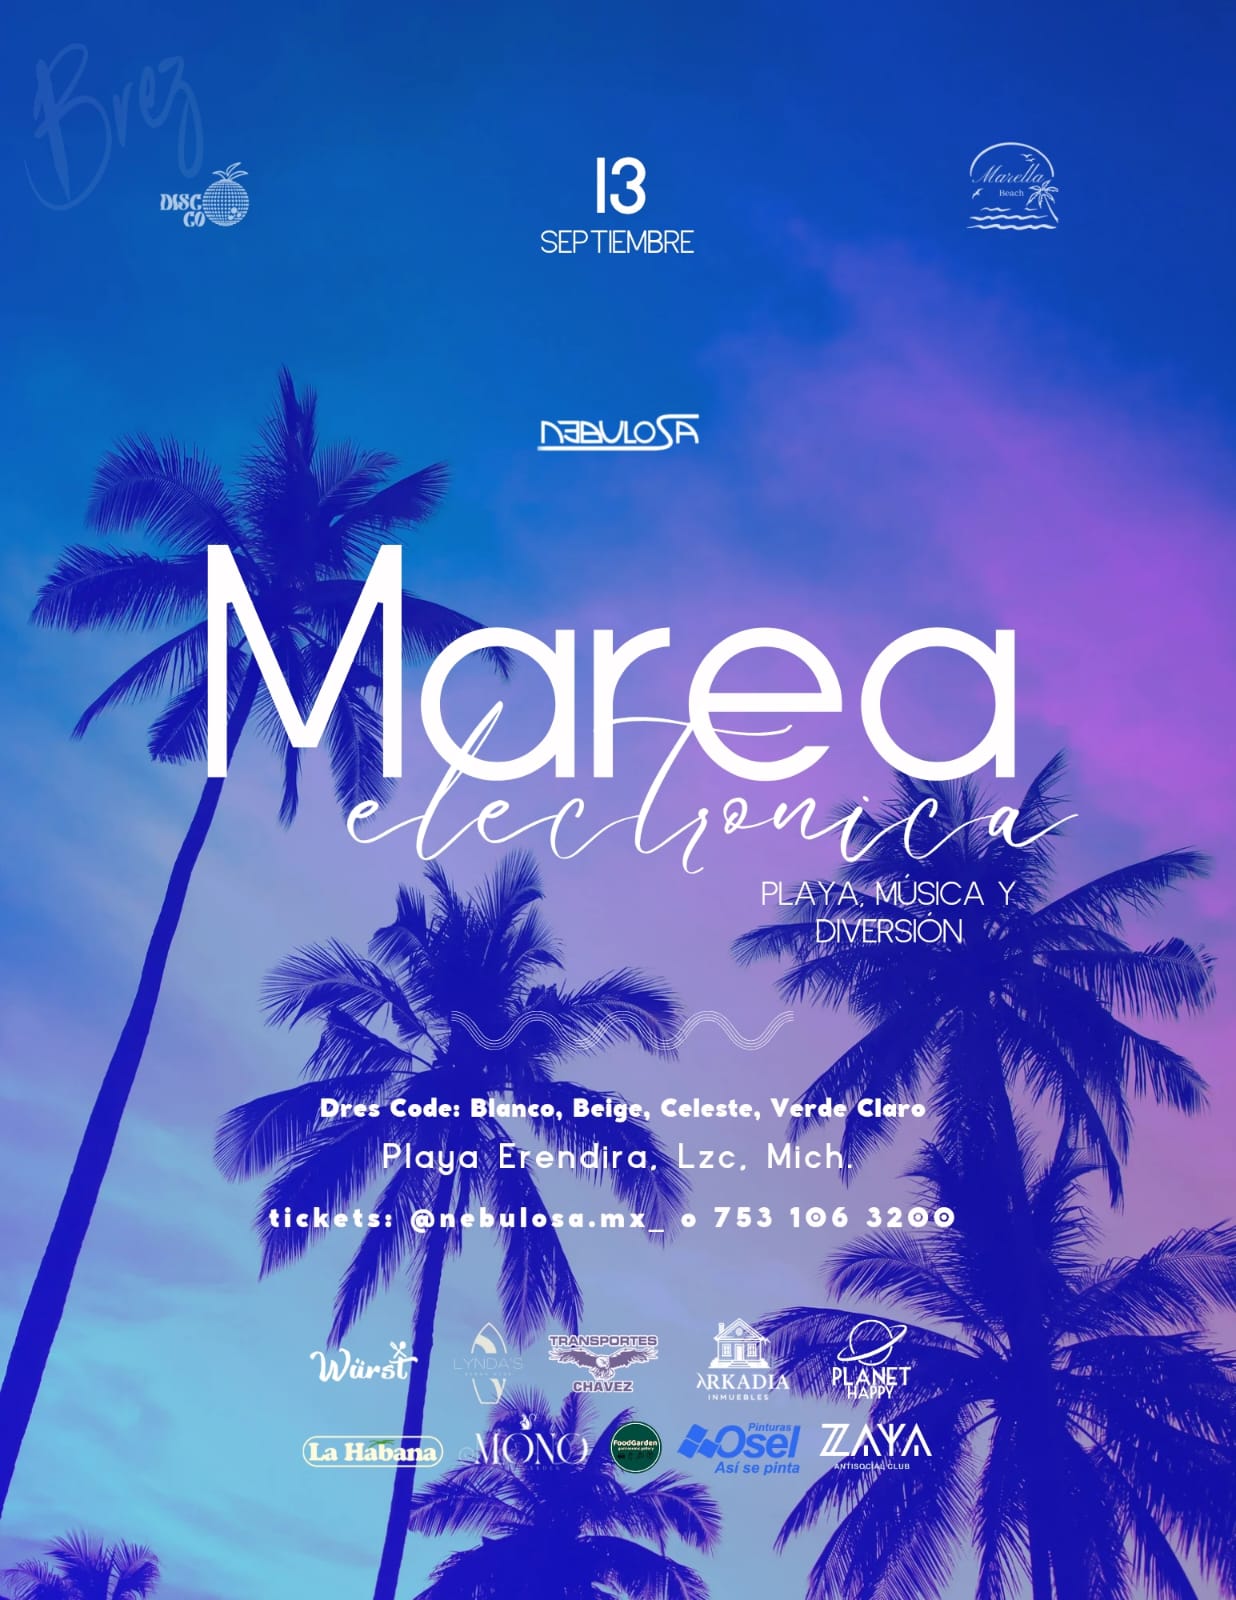 Brez
DISC
CO
13
SEPTIEMBRE
Marella
Beach
NEBULOSA
Marea
electronica
PLAYA, MÚSICA Y
DIVERSIÓN
Dres Code: Blanco, Beige, Celeste, Verde Claro
Playa Erendira, Lzc, Mich.
tickets: @nebulosa.mx_ o 753 106 3200
Würst
LYNDA'S
TRANSPORTES
CHAVEZ
ARKADIA
INMUEBLES
PLANET
HAPPY
La Habana
MONO
FoodGarden
Pinturas
Osel
Así se pinta
ZAYA
ANTISOCIAL CLUB